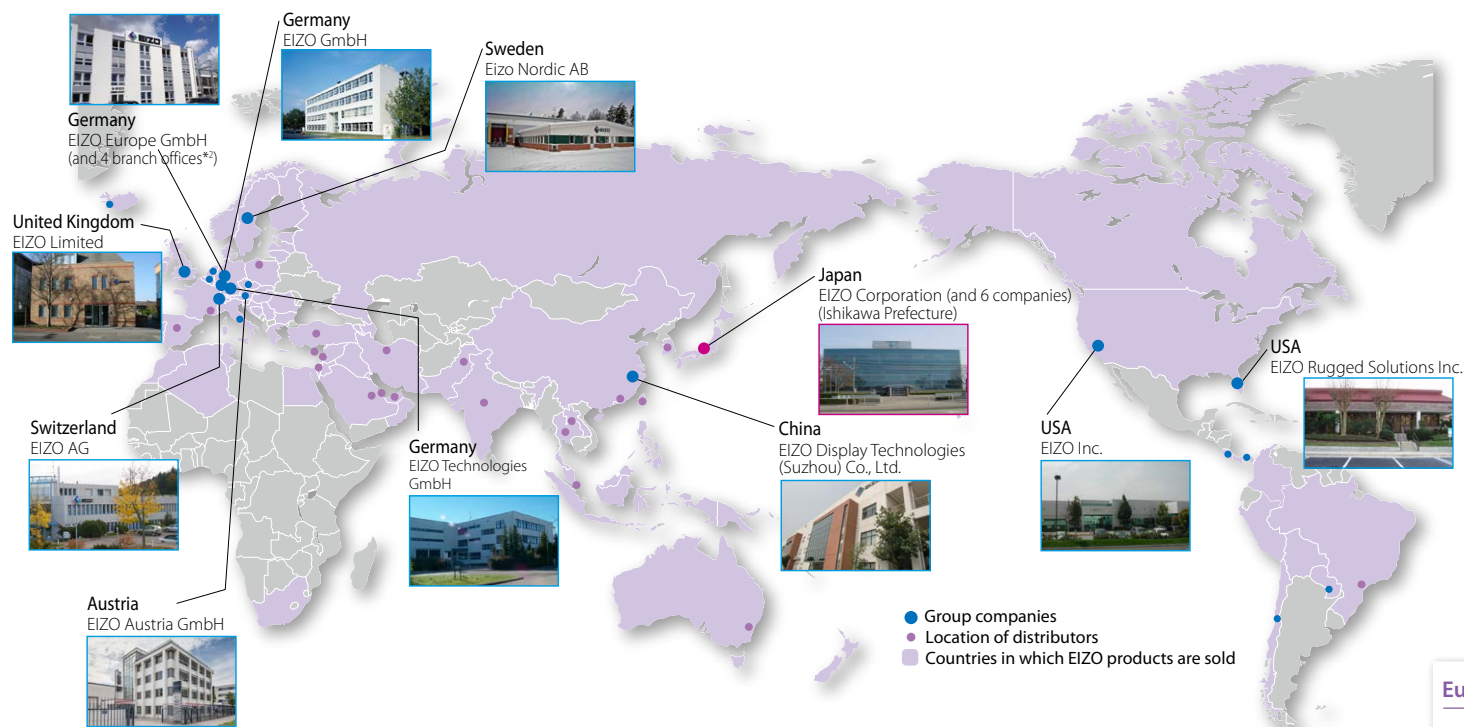 Germany
EIZO GmbH
Sweden
Eizo Nordic AB
EIZO
Germany
EIZO Europe GmbH
(and 4 branch offices*2)
United Kingdom
EIZO Limited
Japan
EIZO Corporation (and 6 companies)
(Ishikawa Prefecture)
USA
EIZO Rugged Solutions Inc.
Switzerland
EIZO AG
Germany
EIZO Technologies
GmbH
China
EIZO Display Technologies
(Suzhou) Co., Ltd.
USA
EIZO Inc.
Austria
EIZO Austria GmbH
Group companies
Location of distributors
Countries in which EIZO products are sold
Eu